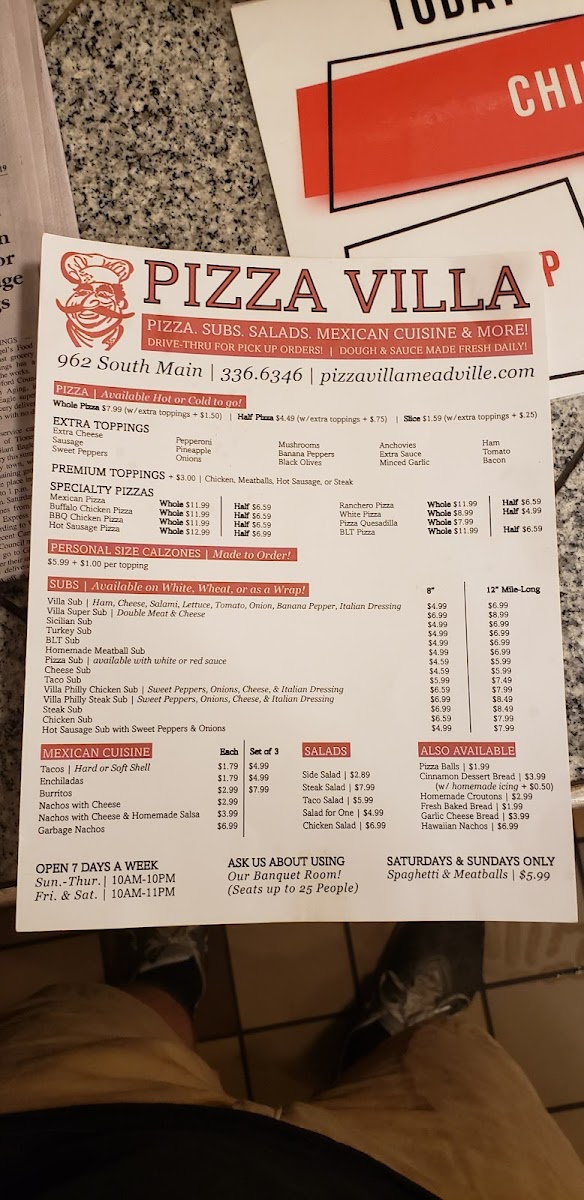 TODAY
CHI
P
19
n
or
age
gs
PIZZA VILLA
PIZZA. SUBS. SALADS. MEXICAN CUISINE & MORE!
DRIVE-THRU FOR PICK UP ORDERS! | DOUGH & SAUCE MADE FRESH DAILY!
962 South Main | 336.6346 | pizzavillameadville.com
PIZZA | Available Hot or Cold to go!
Whole Pizza $7.99 (w/extra toppings + $1.50) | Half Pizza $4.49 (w/extra toppings + $.75) | Slice $1.59 (w/extra toppings + $.25)
EXTRA TOPPINGS
Extra Cheese Pepperoni Mushrooms Anchovies Ham
Sausage Pineapple Banana Peppers Extra Sauce Tomato
Sweet Peppers Onions Black Olives Minced Garlic Bacon
PREMIUM TOPPINGS + $3.00 | Chicken, Meatballs, Hot Sausage, or Steak
SPECIALTY PIZZAS
Mexican Pizza Whole $11.99 Half $6.59 Ranchero Pizza Whole $11.99 Half $6.59
Buffalo Chicken Pizza Whole $11.99 Half $6.59 White Pizza Whole $8.99 Half $4.99
BBQ Chicken Pizza Whole $11.99 Half $6.59 Pizza Quesadilla Whole $7.99
Hot Sausage Pizza Whole $12.99 Half $6.99 BLT Pizza Whole $11.99 Half $6.59
PERSONAL SIZE CALZONES | Made to Order!
$5.99 + $1.00 per topping
SUBS | Available on White, Wheat, or as a Wrap! 8" 12" Mile-Long
Villa Sub | Ham, Cheese, Salami, Lettuce, Tomato, Onion, Banana Pepper, Italian Dressing $4.99 $6.99
Villa Super Sub | Double Meat & Cheese $6.99 $8.99
Sicilian Sub $4.99 $6.99
Turkey Sub $4.99 $6.99
BLT Sub $4.99 $6.99
Homemade Meatball Sub $4.99 $6.99
Pizza Sub | available with white or red sauce $4.59 $5.99
Cheese Sub $4.59 $5.99
Taco Sub $5.99 $7.49
Villa Philly Chicken Sub | Sweet Peppers, Onions, Cheese, & Italian Dressing $6.59 $7.99
Villa Philly Steak Sub | Sweet Peppers, Onions, Cheese, & Italian Dressing $6.99 $8.49
Steak Sub $6.99 $8.49
Chicken Sub $6.59 $7.99
Hot Sausage Sub with Sweet Peppers & Onions $4.99 $7.99
MEXICAN CUISINE Each Set of 3
Tacos | Hard or Soft Shell $1.79 $4.99
Enchiladas $1.79 $4.99
Burritos $2.99 $7.99
Nachos with Cheese $2.99
Nachos with Cheese & Homemade Salsa $3.99
Garbage Nachos $6.99
SALADS
Side Salad | $2.89
Steak Salad | $7.99
Taco Salad | $5.99
Salad for One | $4.99
Chicken Salad | $6.99
ALSO AVAILABLE
Pizza Balls | $1.99
Cinnamon Dessert Bread | $3.99
(w/ homemade icing + $0.50)
Homemade Croutons | $2.99
Fresh Baked Bread | $1.99
Garlic Cheese Bread | $3.99
Hawaiian Nachos | $6.99
OPEN 7 DAYS A WEEK
Sun.-Thur. | 10AM-10PM
Fri. & Sat. | 10AM-11PM
ASK US ABOUT USING
Our Banquet Room!
(Seats up to 25 People)
SATURDAYS & SUNDAYS ONLY
Spaghetti & Meatballs | $5.99